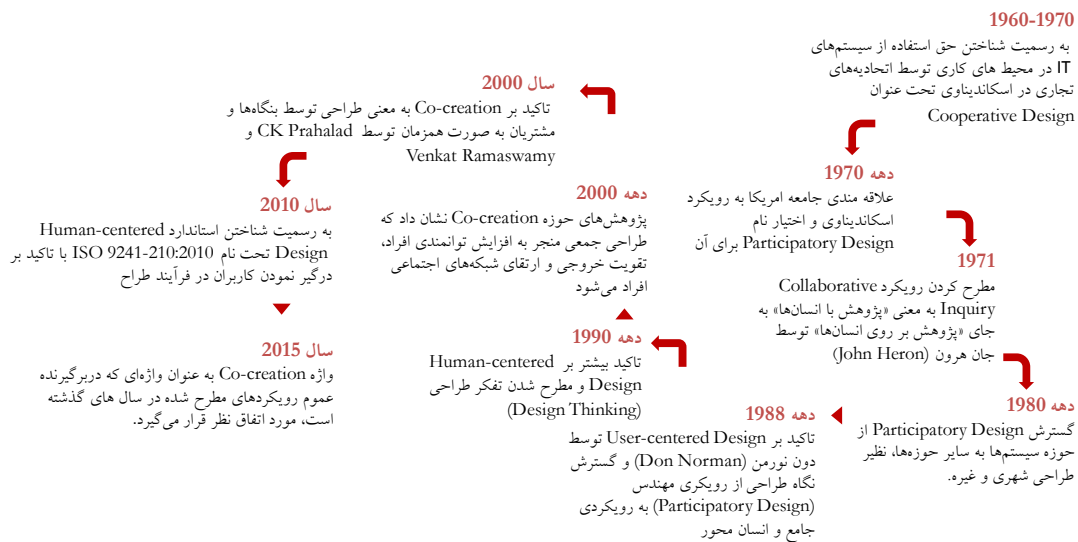 1960-1970
به رسمیت شناختن حق استفاده از سیستم‌های
IT در محیط های کاری توسط اتحادیه‌های
تجاری در اسکاندیناوی تحت عنوان
Cooperative Design
دهه 1970
علاقه مندی جامعه امریکا به رویکرد
اسکاندیناوی و اختیار نام
Participatory Design برای آن
1971
مطرح کردن رویکرد Collaborative
Inquiry به معنی «پژوهش با انسان‌ها» به
جای «پژوهش بر روی انسان‌ها» توسط
جان هرون (John Heron)
دهه 1980
گسترش Participatory Design از
حوزه سیستم‌ها به سایر حوزه‌ها، نظیر
طراحی شهری و غیره.
دهه 1988
تاکید بر User-centered Design توسط
دون نورمن (Don Norman) و گسترش
نگاه طراحی از رویکری مهندس
(Participatory Design) به رویکردی
جامع و انسان محور
دهه 1990
تاکید بیشتر بر Human-centered
Design و مطرح شدن تفکر طراحی
(Design Thinking)
دهه 2000
پژوهش‌های حوزه Co-creation نشان داد که
طراحی جمعی منجر به افزایش توانمندی افراد،
تقویت خروجی و ارتقای شبکه‌های اجتماعی
افراد می‌شود
سال 2000
تاکید بر Co-creation به معنی طراحی توسط بنگاه‌ها و
مشتریان به صورت همزمان توسط CK Prahalad و
Venkat Ramaswamy
سال 2010
به رسمیت شناختن استاندارد Human-centered
Design تحت نام ISO 9241-210:2010 با تاکید بر
درگیر نمودن کاربران در فرآیند طراح
سال 2015
واژه Co-creation به عنوان واژه‌ای که دربرگیرنده
عموم رویکردهای مطرح شده در سال های گذشته
است، مورد اتفاق نظر قرار می‌گیرد.